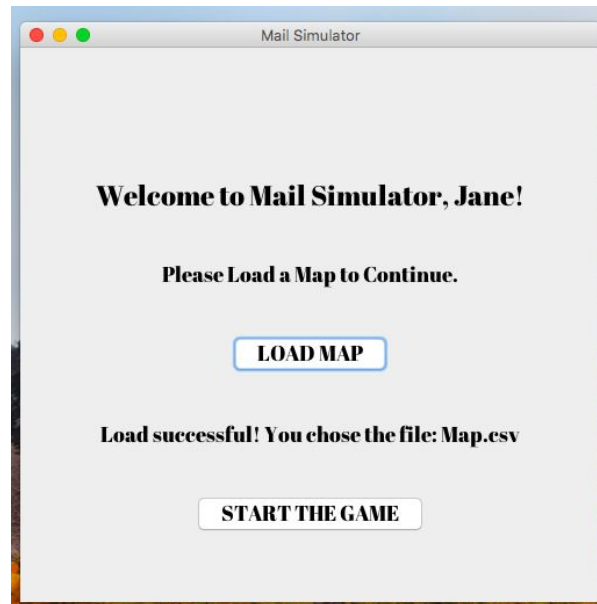 Mail Simulator
Welcome to Mail Simulator, Jane!
Please Load a Map to Continue.
LOAD MAP
Load successful! You chose the file: Map.csv
START THE GAME